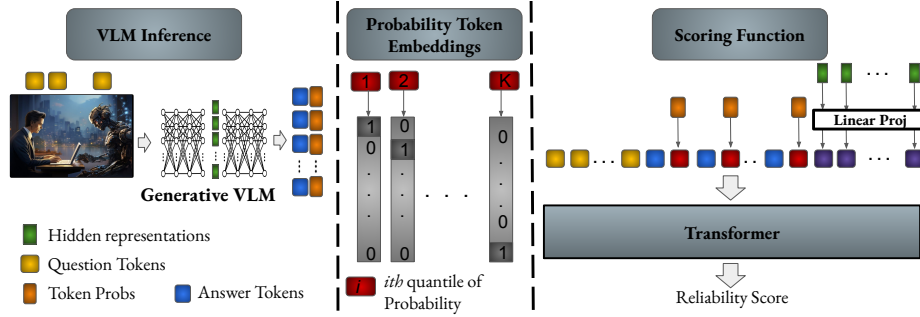 VLM Inference
Generative VLM
Hidden representations
Question Tokens
Token Probs
Answer Tokens
Probability Token
Embeddings
1 2 K
1 0 0
0 1
. . .
. . . . . .
. . .
0
0 0 1
i ith quantile of
Probability
Scoring Function
. . .
Linear Proj
. . . . . . . . .
Transformer
Reliability Score